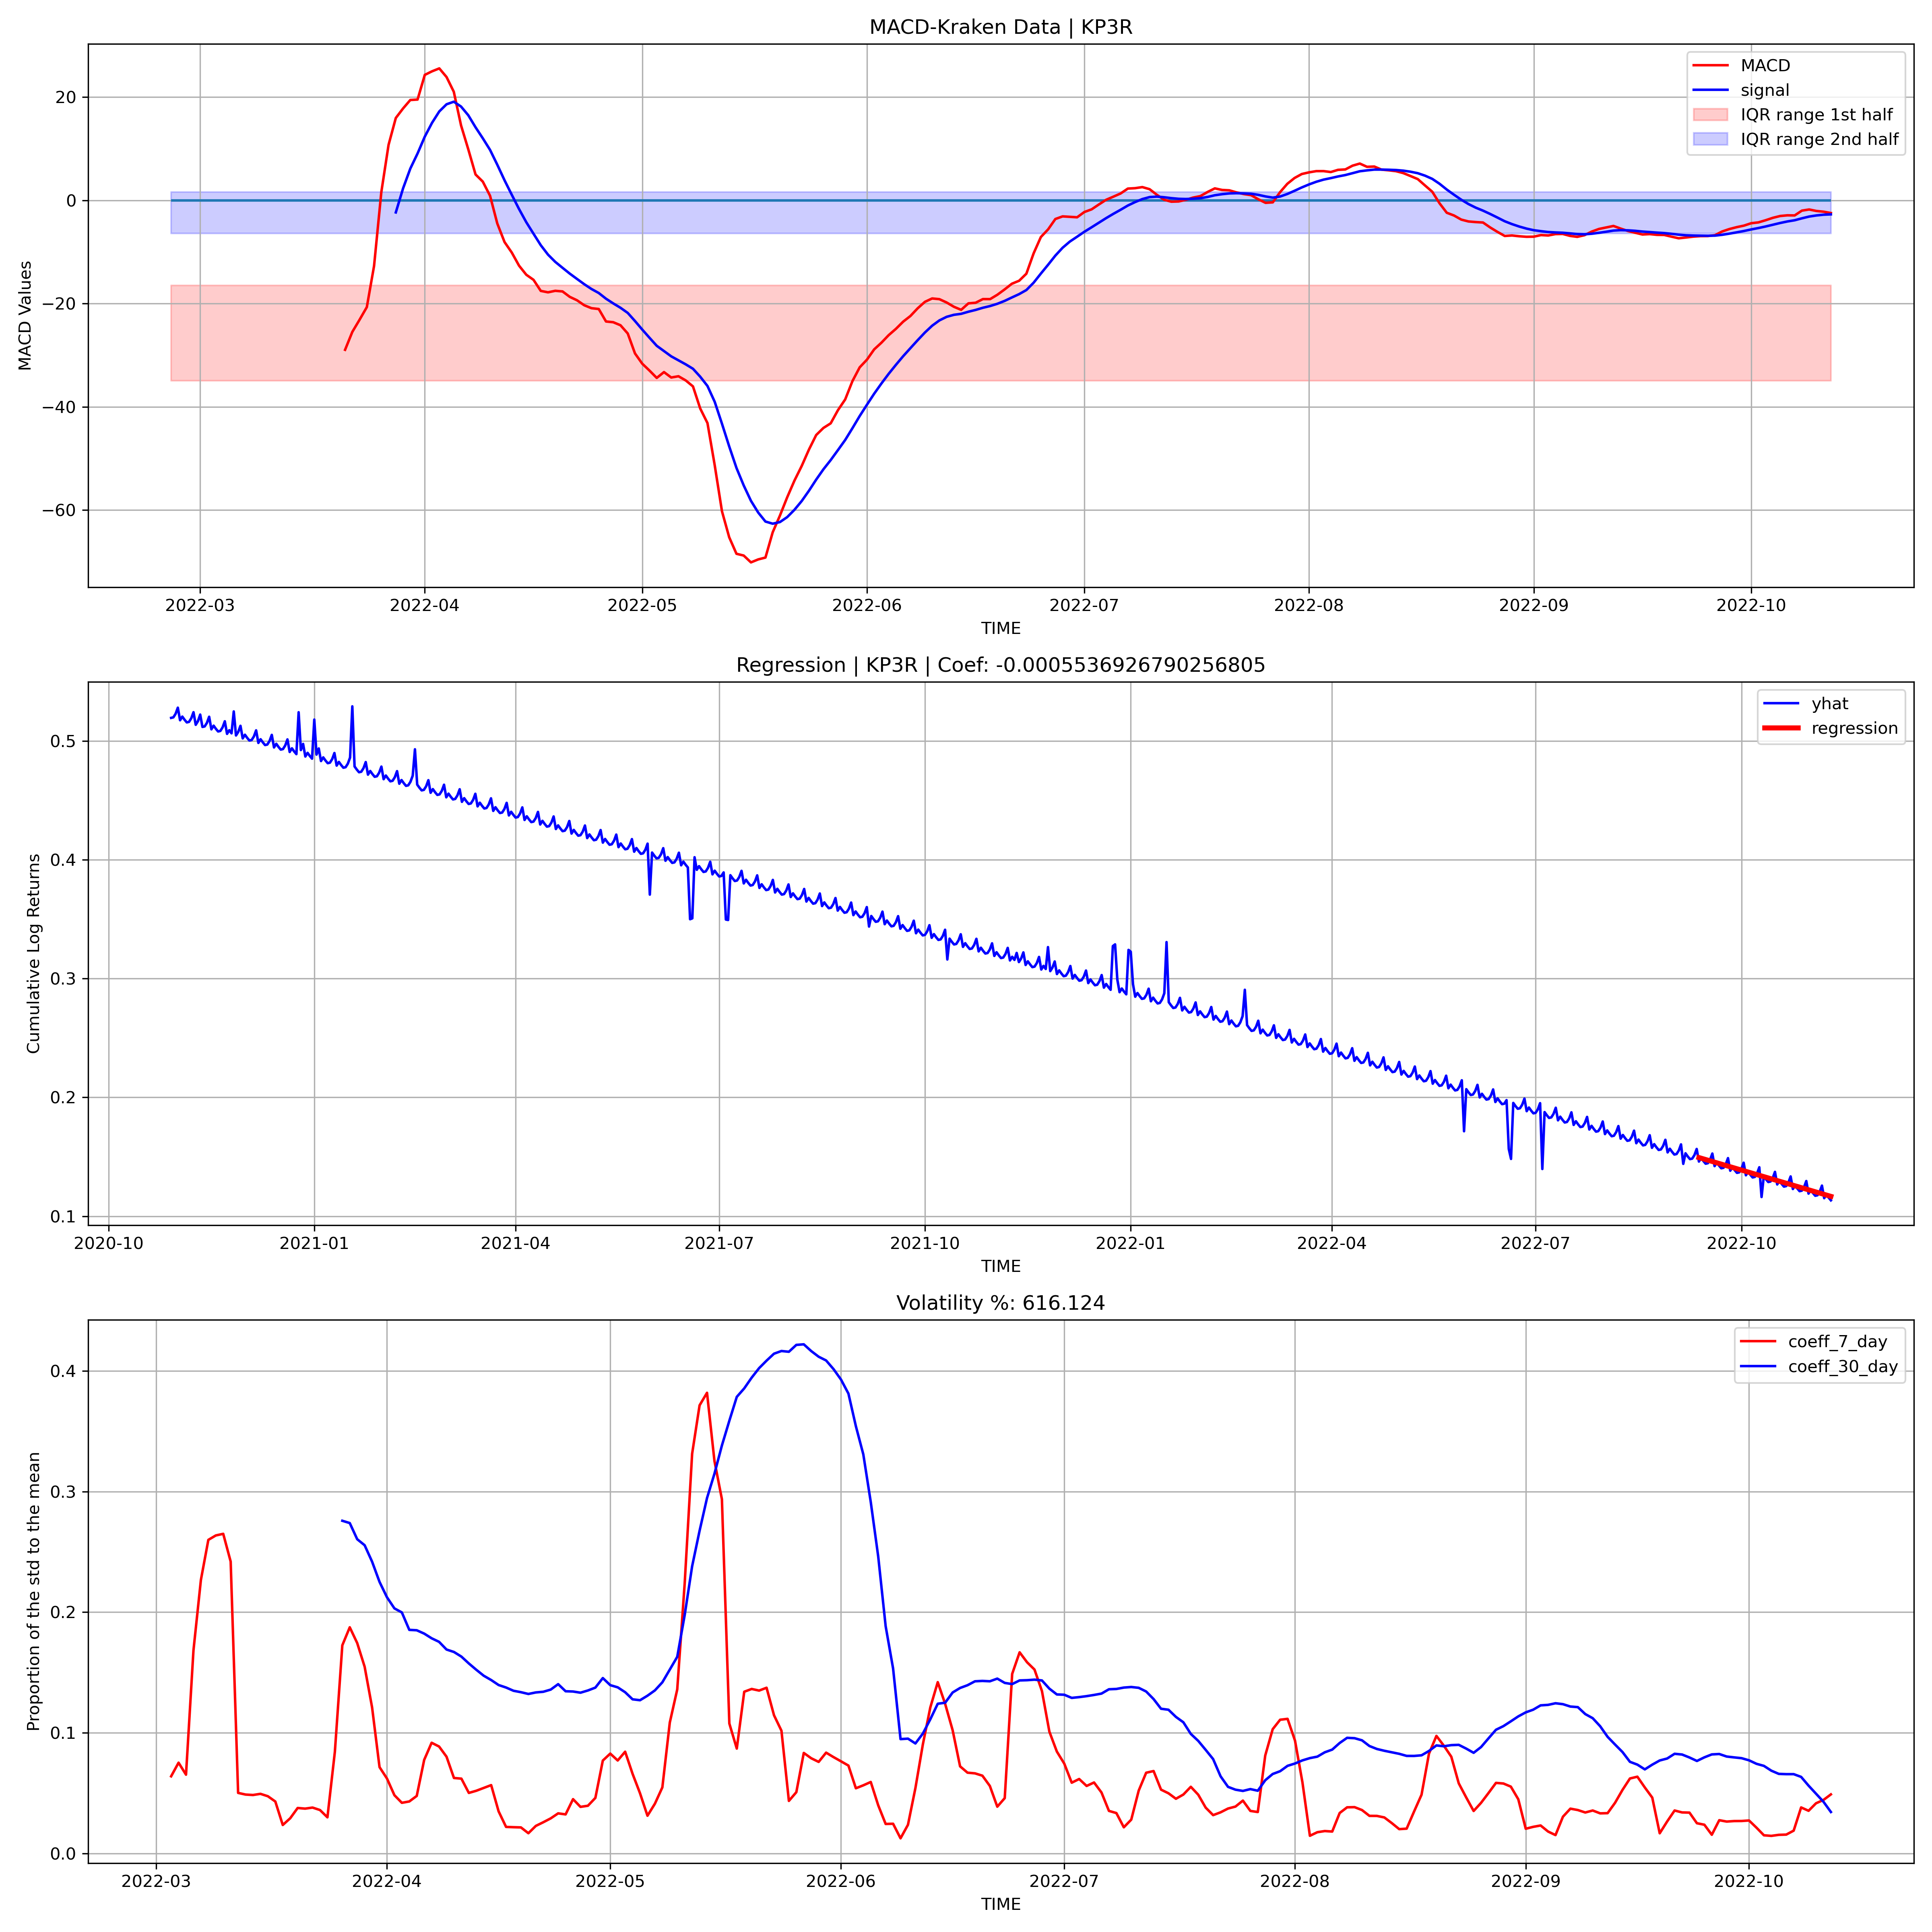 MACD-Kraken Data | KP3R
MACD
signal
IQR range 1st half
IQR range 2nd half
MACD Values
20
0
−20
−40
−60
2022-03 2022-04 2022-05 2022-06 2022-07 2022-08 2022-09 2022-10
TIME
Regression | KP3R | Coef: -0.0005536926790256805
yhat
regression
Cumulative Log Returns
0.5
0.4
0.3
0.2
0.1
2020-10 2021-01 2021-04 2021-07 2021-10 2022-01 2022-04 2022-07 2022-10
TIME
Volatility %: 616.124
coeff_7_day
coeff_30_day
Proportion of the std to the mean
0.4
0.3
0.2
0.1
0.0
2022-03 2022-04 2022-05 2022-06 2022-07 2022-08 2022-09 2022-10
TIME